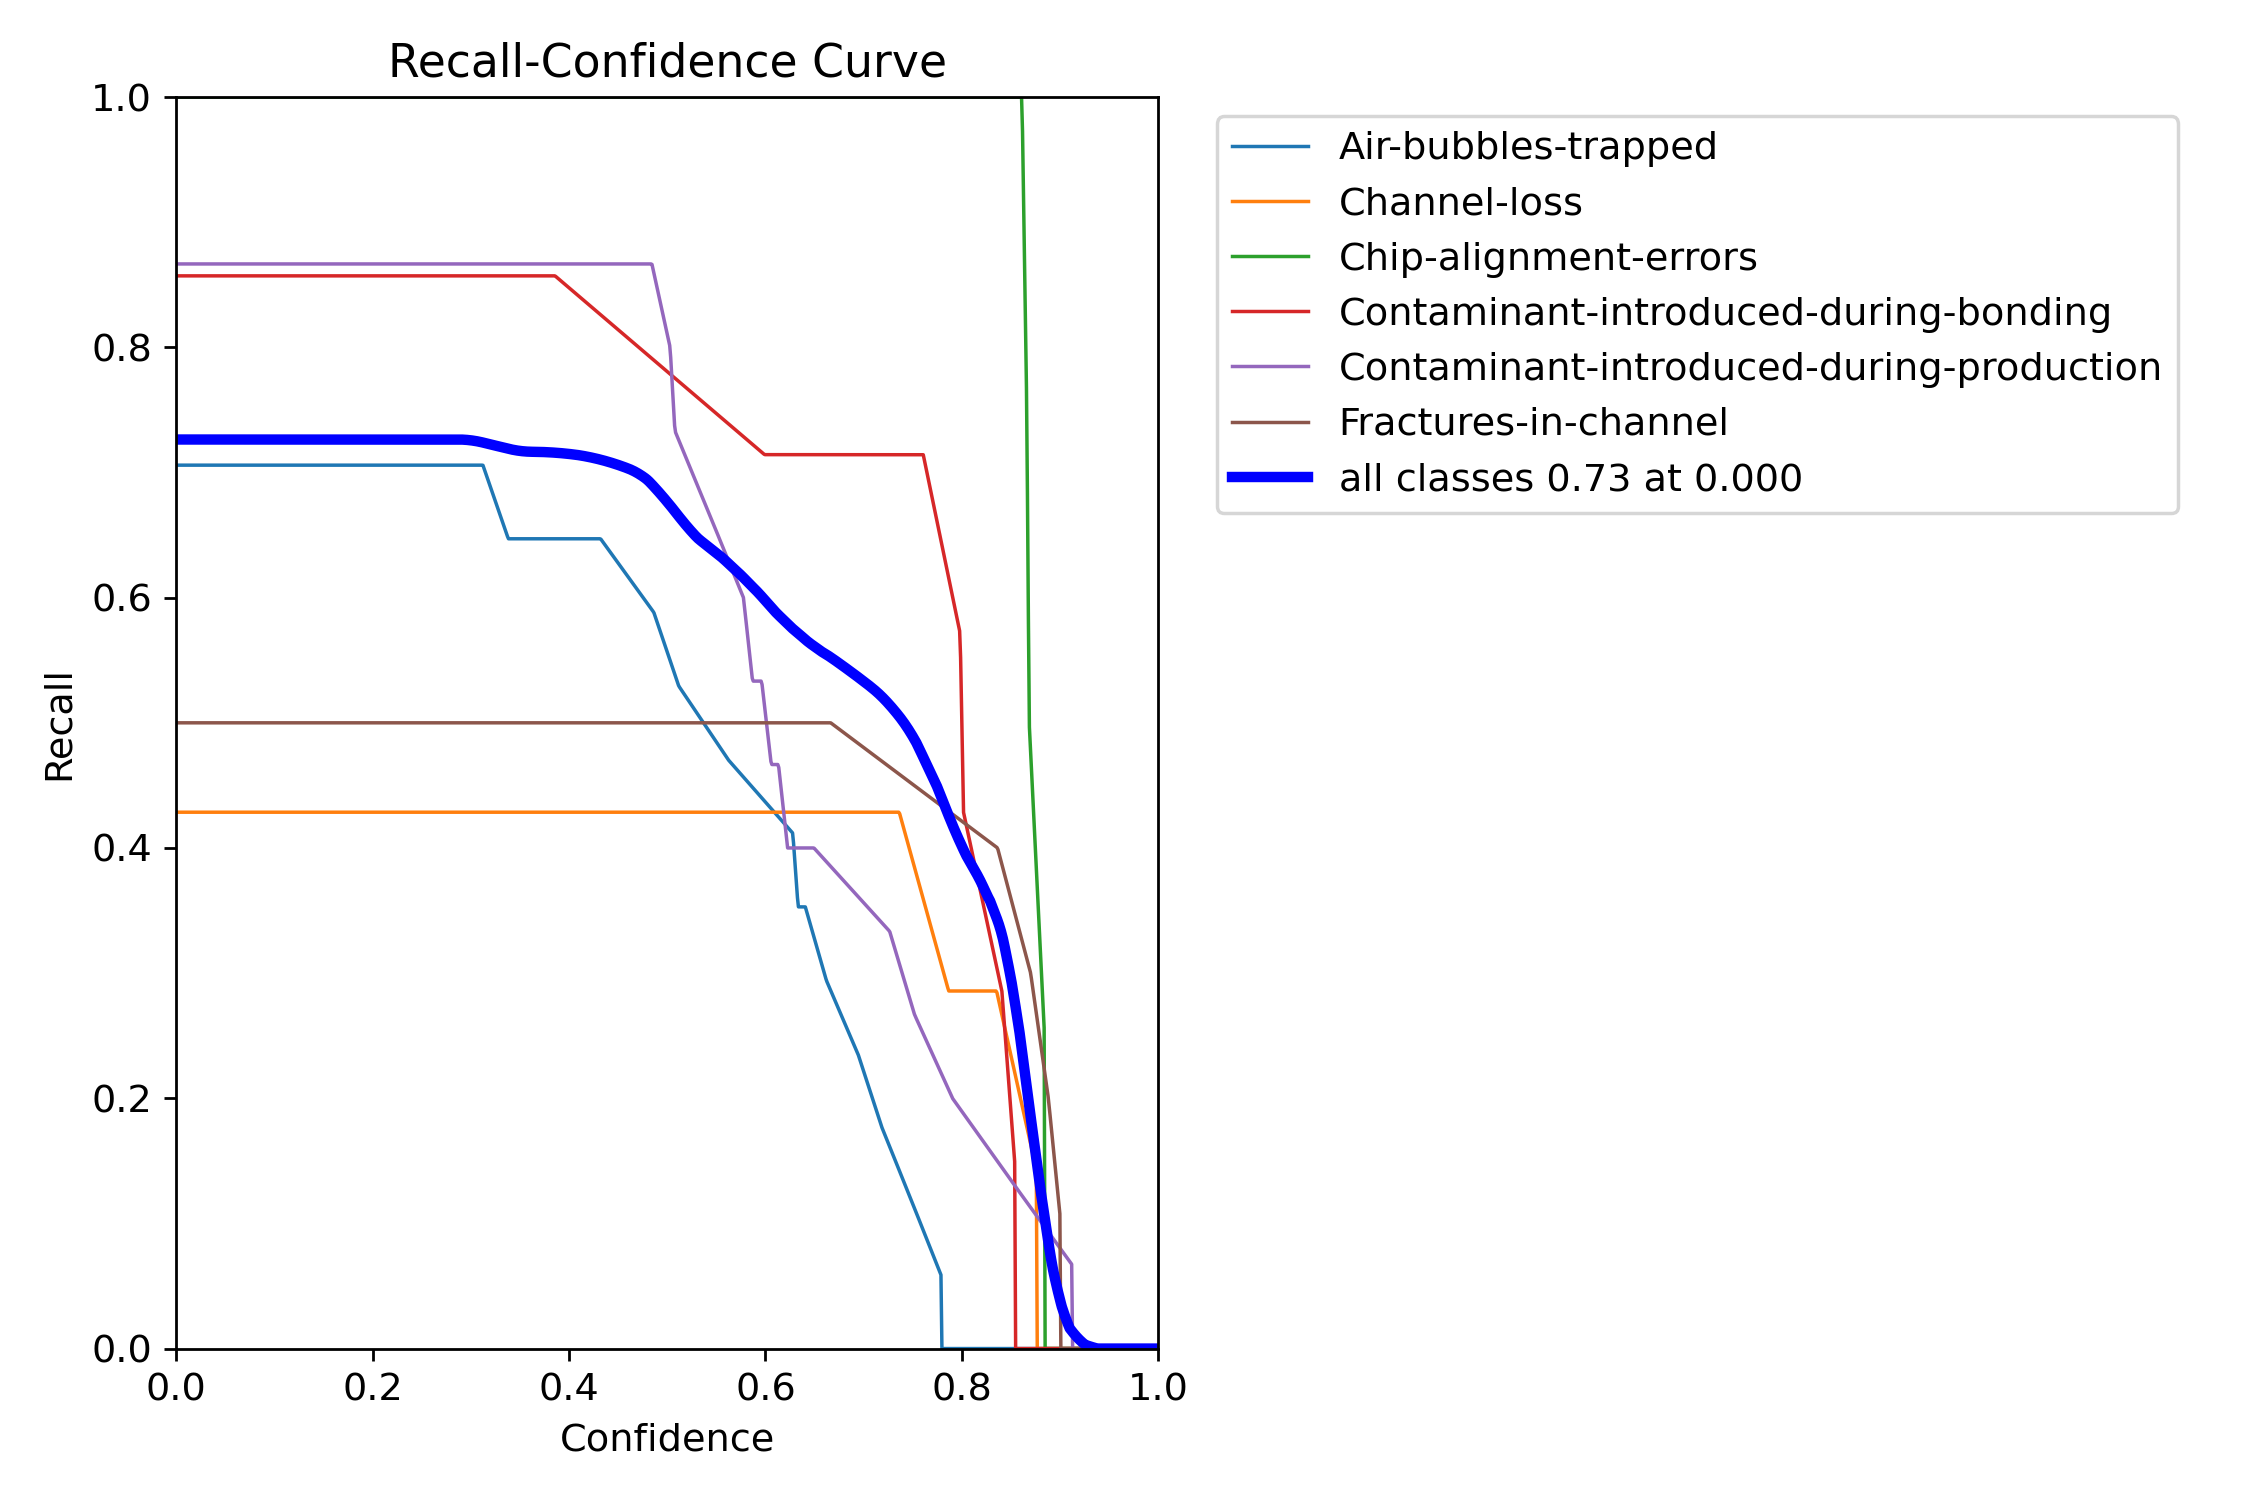 Recall-Confidence Curve
1.0
0.8
0.6
0.4
0.2
0.0
Recall
0.0 0.2 0.4 0.6 0.8 1.0
Confidence
Air-bubbles-trapped
Channel-loss
Chip-alignment-errors
Contaminant-introduced-during-bonding
Contaminant-introduced-during-production
Fractures-in-channel
all classes 0.73 at 0.000